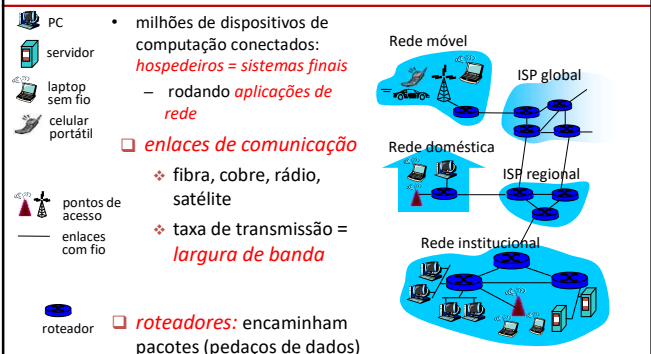 PC
servidor
laptop
sem fio
celular
portátil
pontos de
acesso
enlaces
com fio
roteador
• milhões de dispositivos de
computação conectados:
hospedeiros = sistemas finais
– rodando aplicações de
rede
❑ enlaces de comunicação
❖ fibra, cobre, rádio,
satélite
❖ taxa de transmissão =
largura de banda
❑ roteadores: encaminham
pacotes (pedaços de dados)
Rede móvel
ISP global
Rede doméstica
ISP regional
Rede institucional